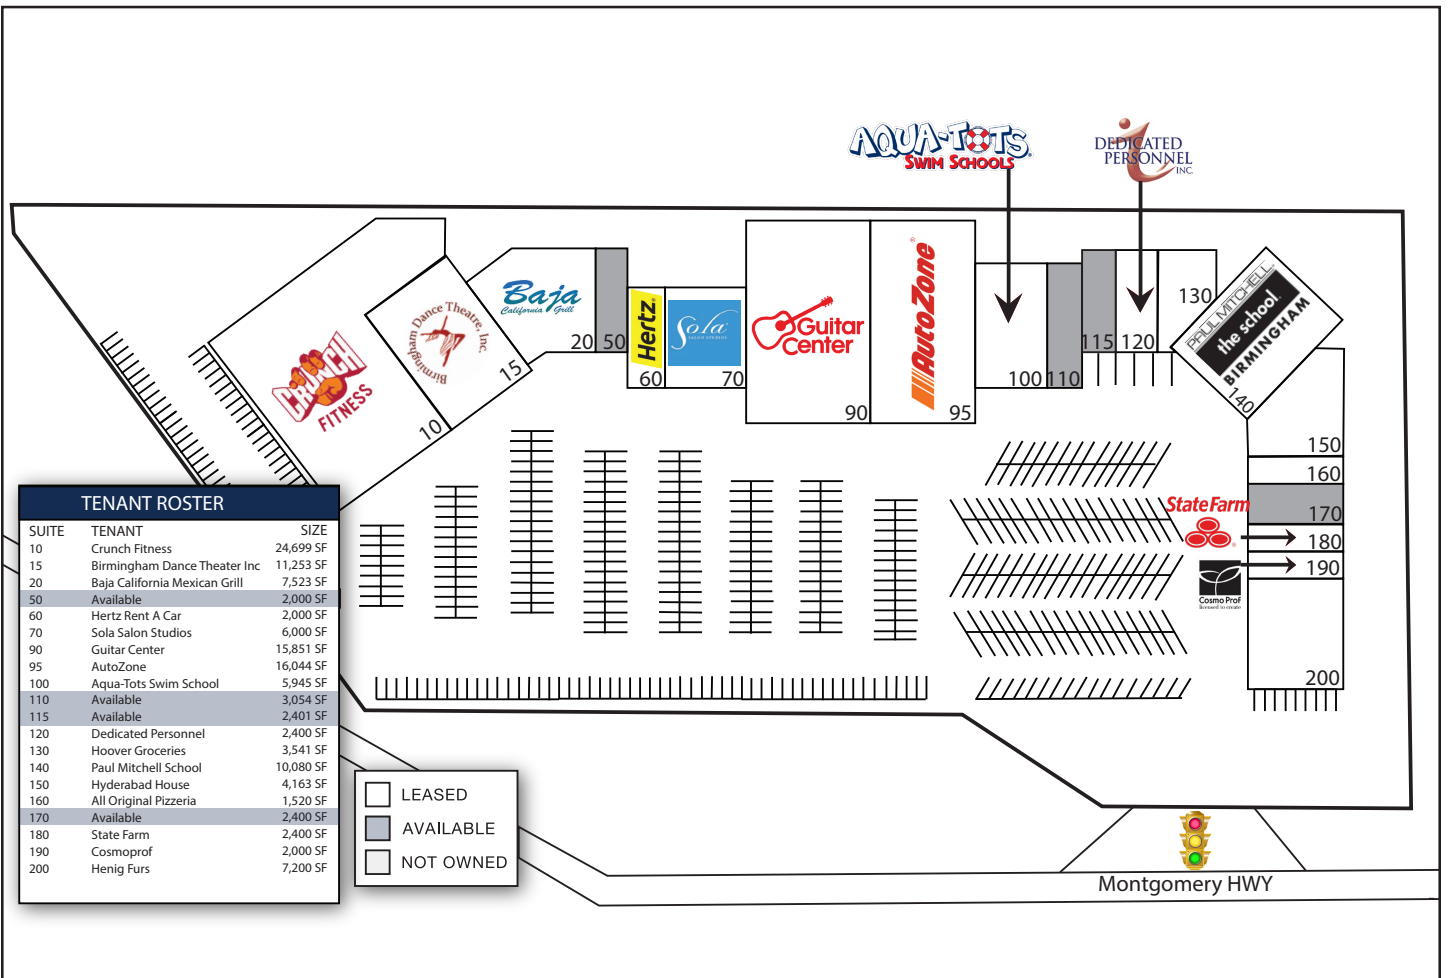 AQUA-TOTS
SWIM SCHOOLS
DEDICATED
PERSONNEL
INC.
CRUNCH
FITNESS
10
Birmingham Dance Theatre, Inc.
15
Baja
California Grill
20
50
Hertz
60
Sola
SALON STUDIOS
70
Guitar
Center
90
AutoZone
95
100
110
115
120
130
PAUL MITCHELL
the school
BIRMINGHAM
140
150
160
170
State Farm
180
190
Cosmo Prof
licensed to create
200
TENANT ROSTER
SUITE TENANT SIZE
10 Crunch Fitness 24,699 SF
15 Birmingham Dance Theater Inc 11,253 SF
20 Baja California Mexican Grill 7,523 SF
50 Available 2,000 SF
60 Hertz Rent A Car 2,000 SF
70 Sola Salon Studios 6,000 SF
90 Guitar Center 15,851 SF
95 AutoZone 16,044 SF
100 Aqua-Tots Swim School 5,945 SF
110 Available 3,054 SF
115 Available 2,401 SF
120 Dedicated Personnel 2,400 SF
130 Hoover Groceries 3,541 SF
140 Paul Mitchell School 10,080 SF
150 Hyderabad House 4,163 SF
160 All Original Pizzeria 1,520 SF
170 Available 2,400 SF
180 State Farm 2,400 SF
190 Cosmoprof 2,000 SF
200 Henig Furs 7,200 SF
LEASED
AVAILABLE
NOT OWNED
Montgomery HWY